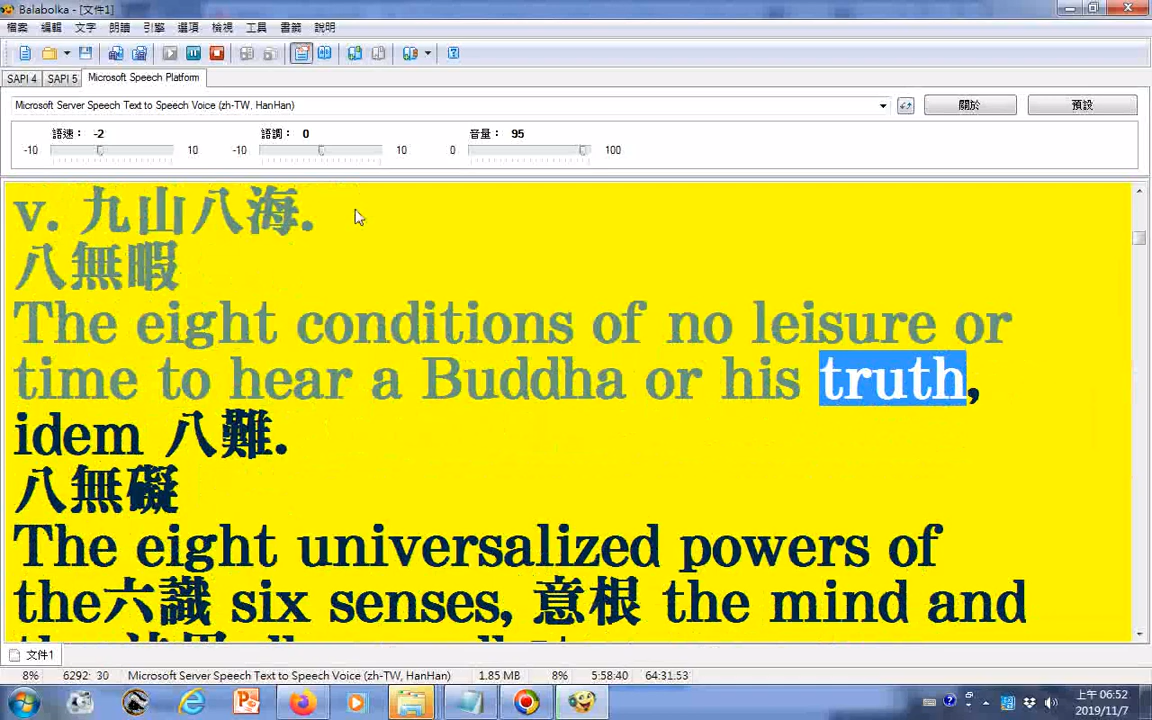 Balabolka - [文件1]
檔案 編輯 文字 朗讀 引擎 選項 檢視 工具 書籤 說明
SAPI 4 SAPI 5 Microsoft Speech Platform
Microsoft Server Speech Text to Speech Voice (zh-TW, HanHan) 關於 預設
語速： -2 語調： 0 音量： 95
-10 10 -10 10 0 100
v. 九山八海.
八無暇
The eight conditions of no leisure or
time to hear a Buddha or his truth,
idem 八難.
八無礙
The eight universalized powers of
the六識 six senses, 意根 the mind and
文件1
8% 6292: 30 Microsoft Server Speech Text to Speech Voice (zh-TW, HanHan) 1.85 MB 8% 5:58:40 64:31.53
上午 06:52
2019/11/7